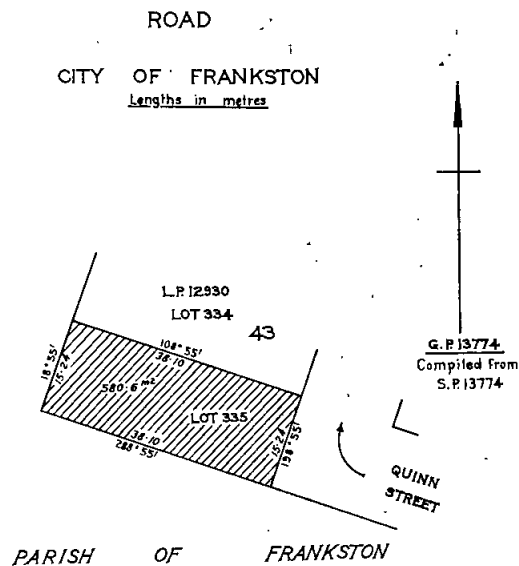 ROAD
CITY OF FRANKSTON
Lengths in metres
L.P. 12930
LOT 334
43
G.P. 13774
Compiled From
S.P. 13774
108° 55'
38·10
18° 55'
15·24
580·6 m²
LOT 335
15·24
198° 55'
38·10
288° 55'
QUINN
STREET
PARISH OF FRANKSTON